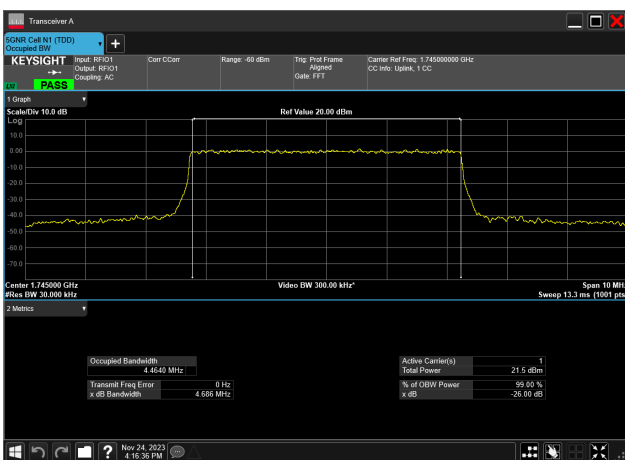 Transceiver A
5GNR Cell N1 (TDD)
Occupied BW
+
KEYSIGHT
LXI
PASS
Input: RFIO1
Output: RFIO1
Coupling: AC
Corr CCorr
Range: -60 dBm
Trig: Prot Frame
Aligned
Gate: FFT
Carrier Ref Freq: 1.745000000 GHz
CC Info: Uplink, 1 CC
1 Graph
Scale/Div 10.0 dB
Ref Value 20.00 dBm
Log
10.0
0.00
-10.0
-20.0
-30.0
-40.0
-50.0
-60.0
-70.0
Center 1.745000 GHz
Video BW 300.00 kHz*
Span 10 MH
#Res BW 30.000 kHz
Sweep 13.3 ms (1001 pts
2 Metrics
Occupied Bandwidth
4.4640 MHz
Transmit Freq Error 0 Hz
x dB Bandwidth 4.686 MHz
Active Carrier(s) 1
Total Power 21.5 dBm
% of OBW Power 99.00 %
x dB -26.00 dB
? Nov 24, 2023
4:16:36 PM